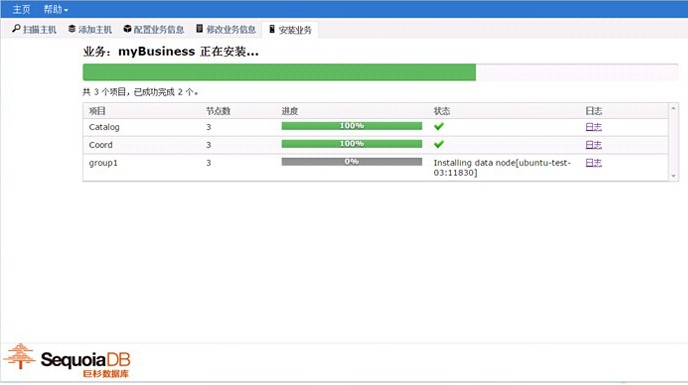 主页 帮助
扫描主机 添加主机 配置业务信息 修改业务信息 安装业务
业务：myBusiness 正在安装...
共 3 个项目，已成功完成 2 个。
项目 节点数 进度 状态 日志
Catalog 3 100% 日志
Coord 3 100% 日志
group1 3 0% Installing data node[ubuntu-test-03:11830] 日志
SequoiaDB
巨杉数据库